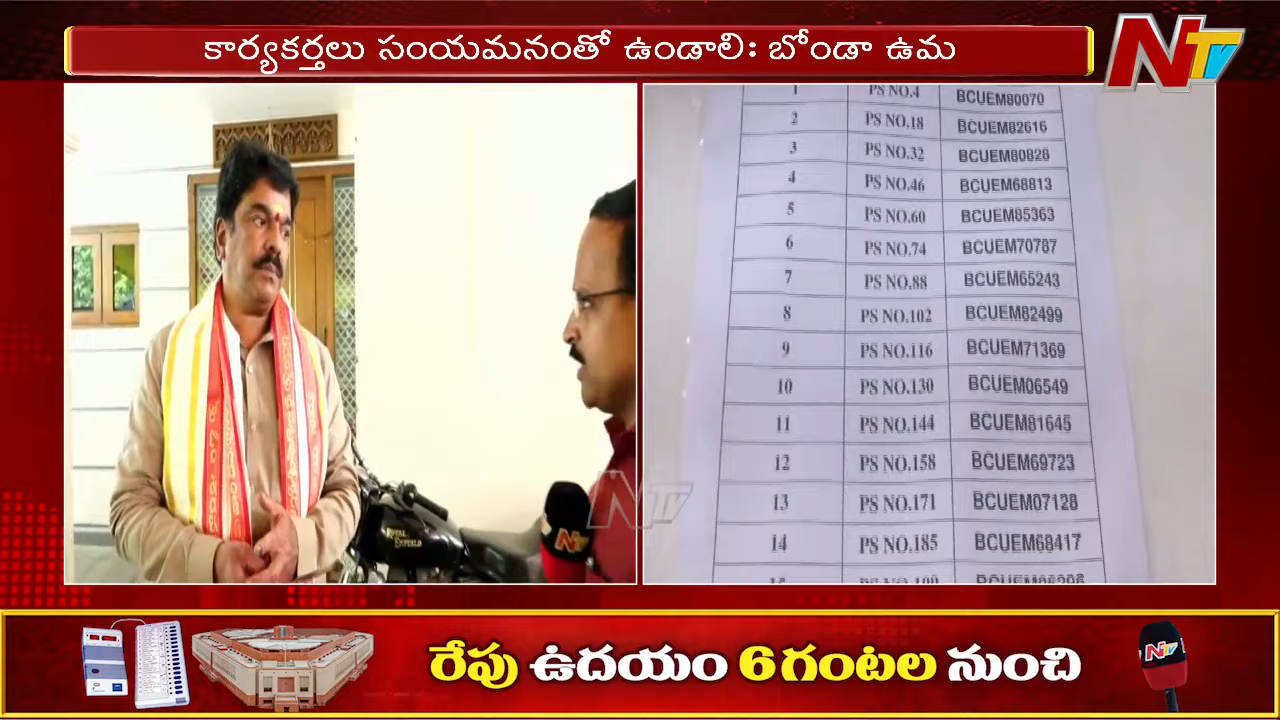 కార్యకర్తలు సంయమనంతో ఉండాలి: బోండా ఉమ
NTV
1 PS NO.4 BCUEM80070
2 PS NO.18 BCUEM82616
3 PS NO.32 BCUEM80828
4 PS NO.46 BCUEM68813
5 PS NO.60 BCUEM85363
6 PS NO.74 BCUEM70787
7 PS NO.88 BCUEM65243
8 PS NO.102 BCUEM82499
9 PS NO.116 BCUEM71369
10 PS NO.130 BCUEM06549
11 PS NO.144 BCUEM81645
12 PS NO.158 BCUEM69723
13 PS NO.171 BCUEM07128
14 PS NO.185 BCUEM68417
ROYAL ENFIELD
NTV
NTV
రేపు ఉదయం 6 గంటల నుంచి
NTV